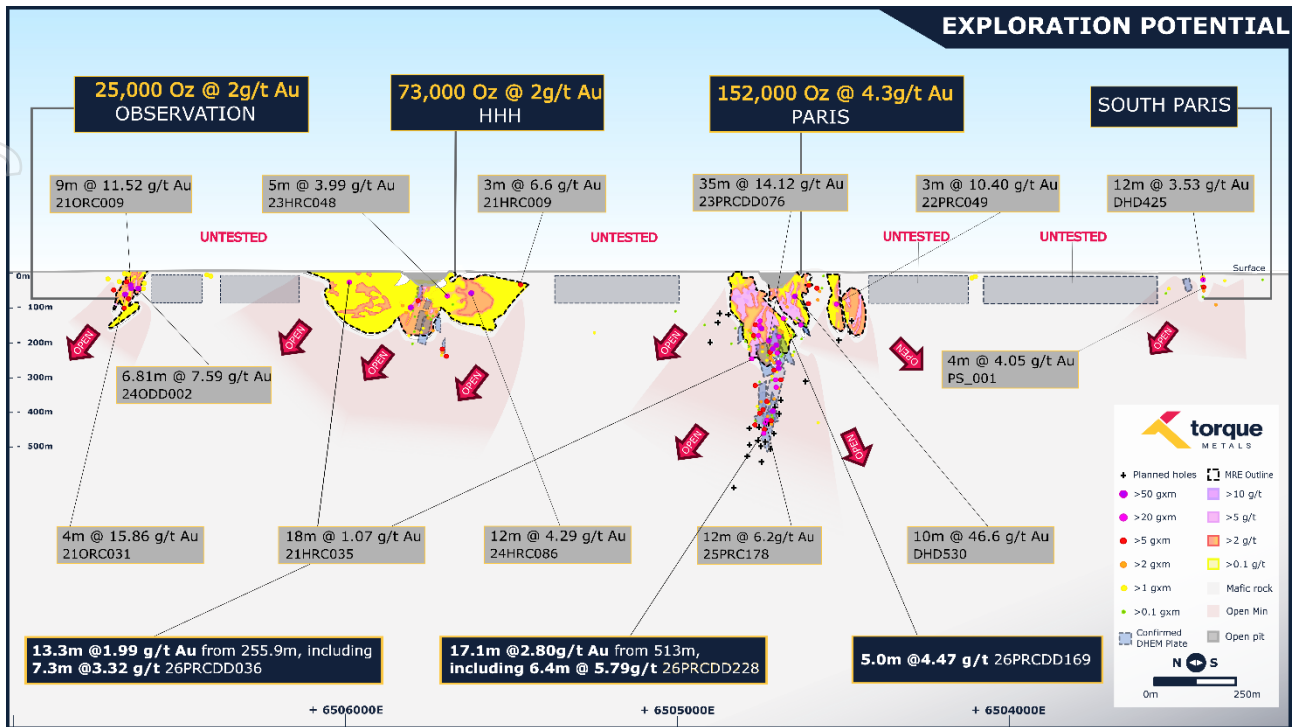 EXPLORATION POTENTIAL
25,000 Oz @ 2g/t Au
OBSERVATION
73,000 Oz @ 2g/t Au
HHH
152,000 Oz @ 4.3g/t Au
PARIS
SOUTH PARIS
9m @ 11.52 g/t Au
21ORC009
5m @ 3.99 g/t Au
23HRC048
3m @ 6.6 g/t Au
21HRC009
35m @ 14.12 g/t Au
23PRCDD076
3m @ 10.40 g/t Au
22PRC049
12m @ 3.53 g/t Au
DHD425
UNTESTED
UNTESTED
UNTESTED
UNTESTED
Surface
0m
- 100m
- 200m
- 300m
- 400m
- 500m
OPEN
OPEN
OPEN
OPEN
OPEN
OPEN
OPEN
OPEN
OPEN
6.81m @ 7.59 g/t Au
24ODD002
4m @ 4.05 g/t Au
PS_001
4m @ 15.86 g/t Au
21ORC031
18m @ 1.07 g/t Au
21HRC035
12m @ 4.29 g/t Au
24HRC086
12m @ 6.2g/t Au
25PRC178
10m @ 46.6 g/t Au
DHD530
13.3m @1.99 g/t Au from 255.9m, including
7.3m @3.32 g/t 26PRCDD036
17.1m @2.80g/t Au from 513m,
including 6.4m @ 5.79g/t 26PRCDD228
5.0m @4.47 g/t 26PRCDD169
torque
METALS
Planned holes
MRE Outline
>50 gxm
>10 g/t
>20 gxm
>5 g/t
>5 gxm
>2 g/t
>2 gxm
>0.1 g/t
>1 gxm
Mafic rock
>0.1 gxm
Open Min
Confirmed
DHEM Plate
Open pit
N S
0m 250m
+ 6506000E
+ 6505000E
+ 6504000E